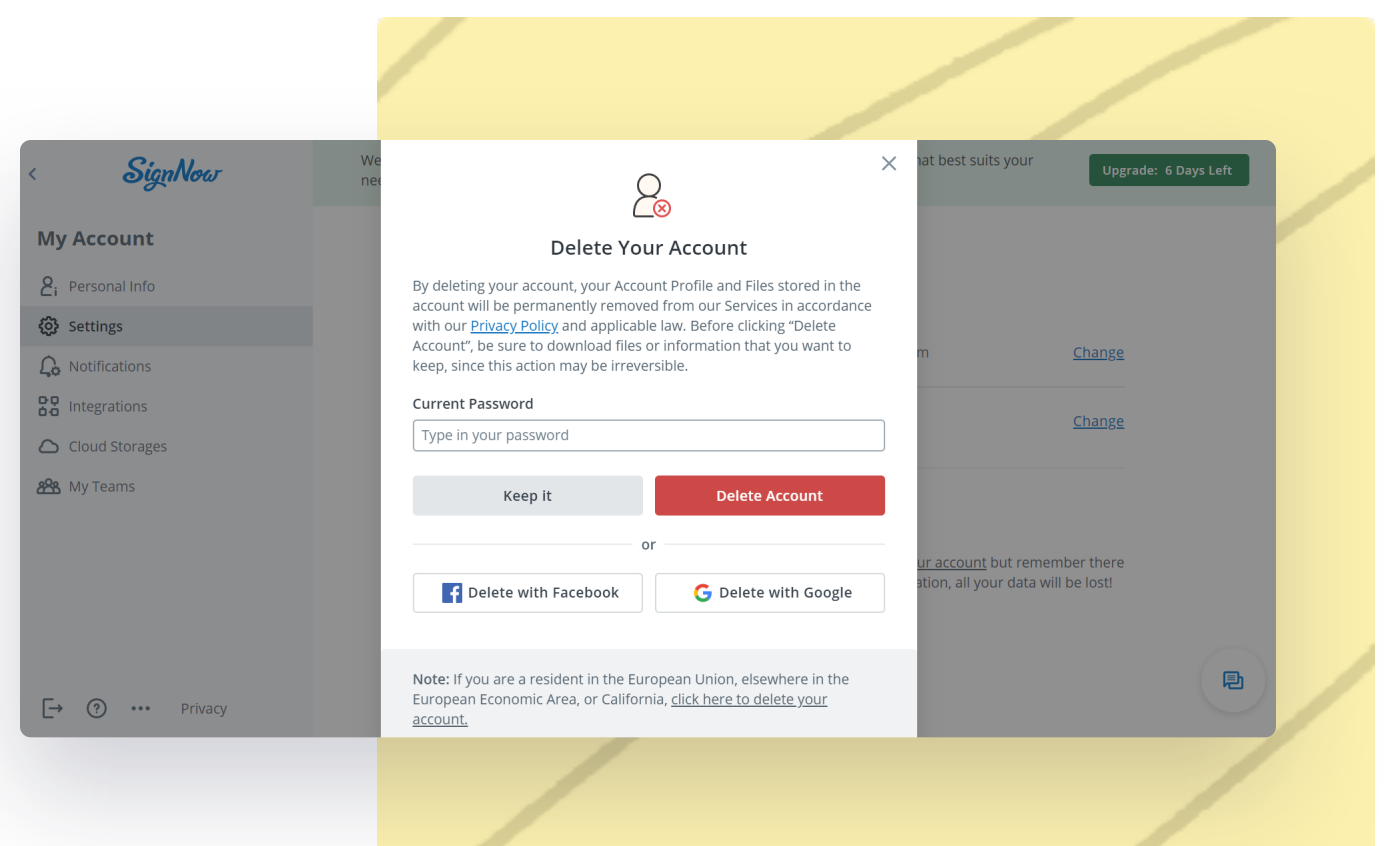 SignNow
My Account
Personal Info
Settings
Notifications
Integrations
Cloud Storages
My Teams
Privacy
We
hat best suits your
nee
Upgrade: 6 Days Left
Delete Your Account
By deleting your account, your Account Profile and Files stored in the
account will be permanently removed from our Services in accordance
with our Privacy Policy and applicable law. Before clicking “Delete
Account”, be sure to download files or information that you want to
keep, since this action may be irreversible.
Current Password
Type in your password
Keep it
Delete Account
or
Delete with Facebook
Delete with Google
Note: If you are a resident in the European Union, elsewhere in the
European Economic Area, or California, click here to delete your
account.
m
Change
Change
ur account but remember there
ation, all your data will be lost!